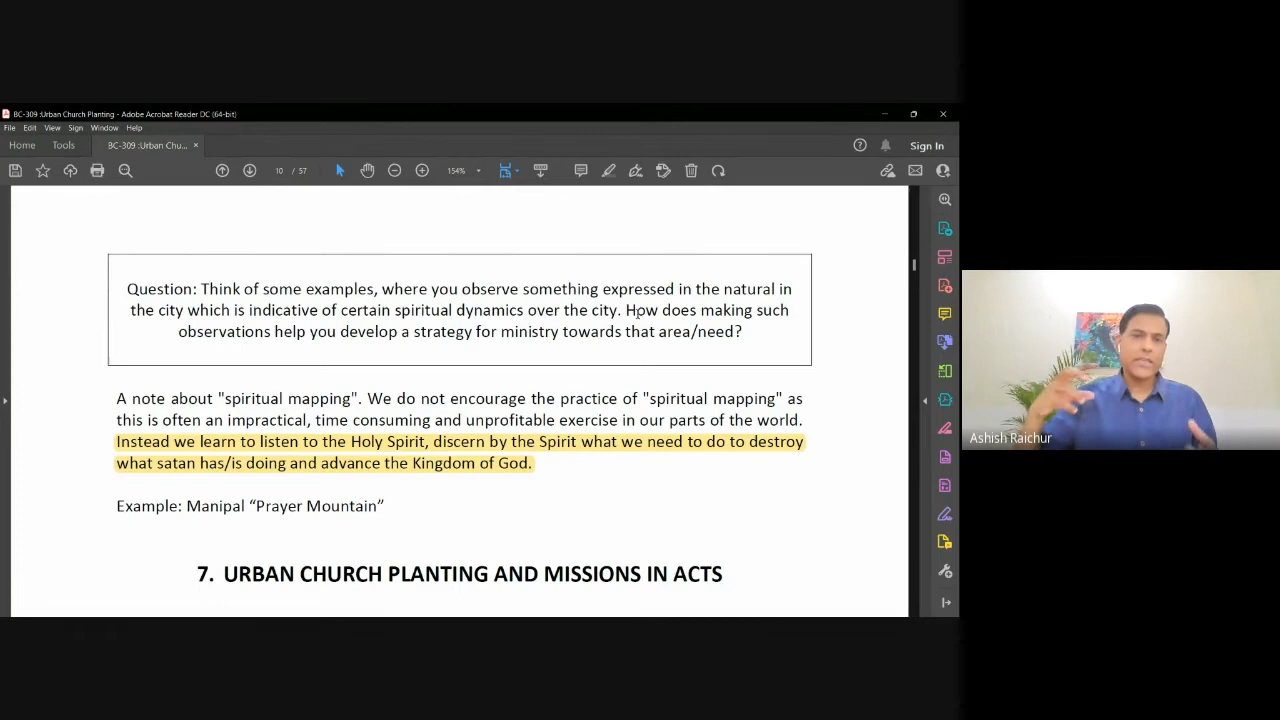 BC-309 :Urban Church Planting - Adobe Acrobat Reader DC (64-bit)
File Edit View Sign Window Help
Home Tools BC-309 :Urban Chu... × Sign In
10 / 57 154%
Question: Think of some examples, where you observe something expressed in the natural in
the city which is indicative of certain spiritual dynamics over the city. How does making such
observations help you develop a strategy for ministry towards that area/need?
A note about "spiritual mapping". We do not encourage the practice of "spiritual mapping" as
this is often an impractical, time consuming and unprofitable exercise in our parts of the world.
Instead we learn to listen to the Holy Spirit, discern by the Spirit what we need to do to destroy
what satan has/is doing and advance the Kingdom of God.
Example: Manipal “Prayer Mountain”
7. URBAN CHURCH PLANTING AND MISSIONS IN ACTS
Ashish Raichur